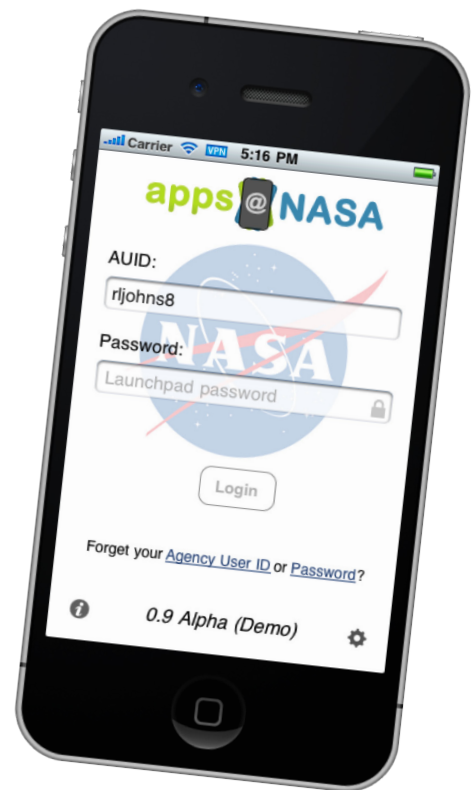 Carrier VPN 5:16 PM
apps@NASA
AUID:
rljohns8
NASA
Password:
Launchpad password
Login
Forget your Agency User ID or Password?
0.9 Alpha (Demo)